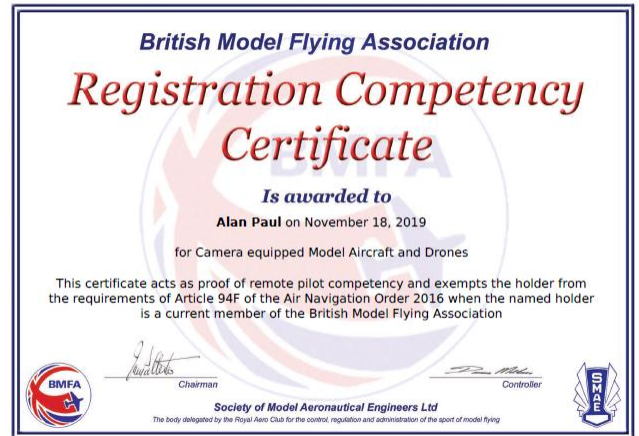 British Model Flying Association
Registration Competency
Certificate
Is awarded to
Alan Paul on November 18, 2019
for Camera equipped Model Aircraft and Drones
This certificate acts as proof of remote pilot competency and exempts the holder from
the requirements of Article 94F of the Air Navigation Order 2016 when the named holder
is a current member of the British Model Flying Association
Chairman
Controller
BMFA
SMAE
Society of Model Aeronautical Engineers Ltd
The body delegated by the Royal Aero Club for the control, regulation and administration of the sport of model flying
BMFA